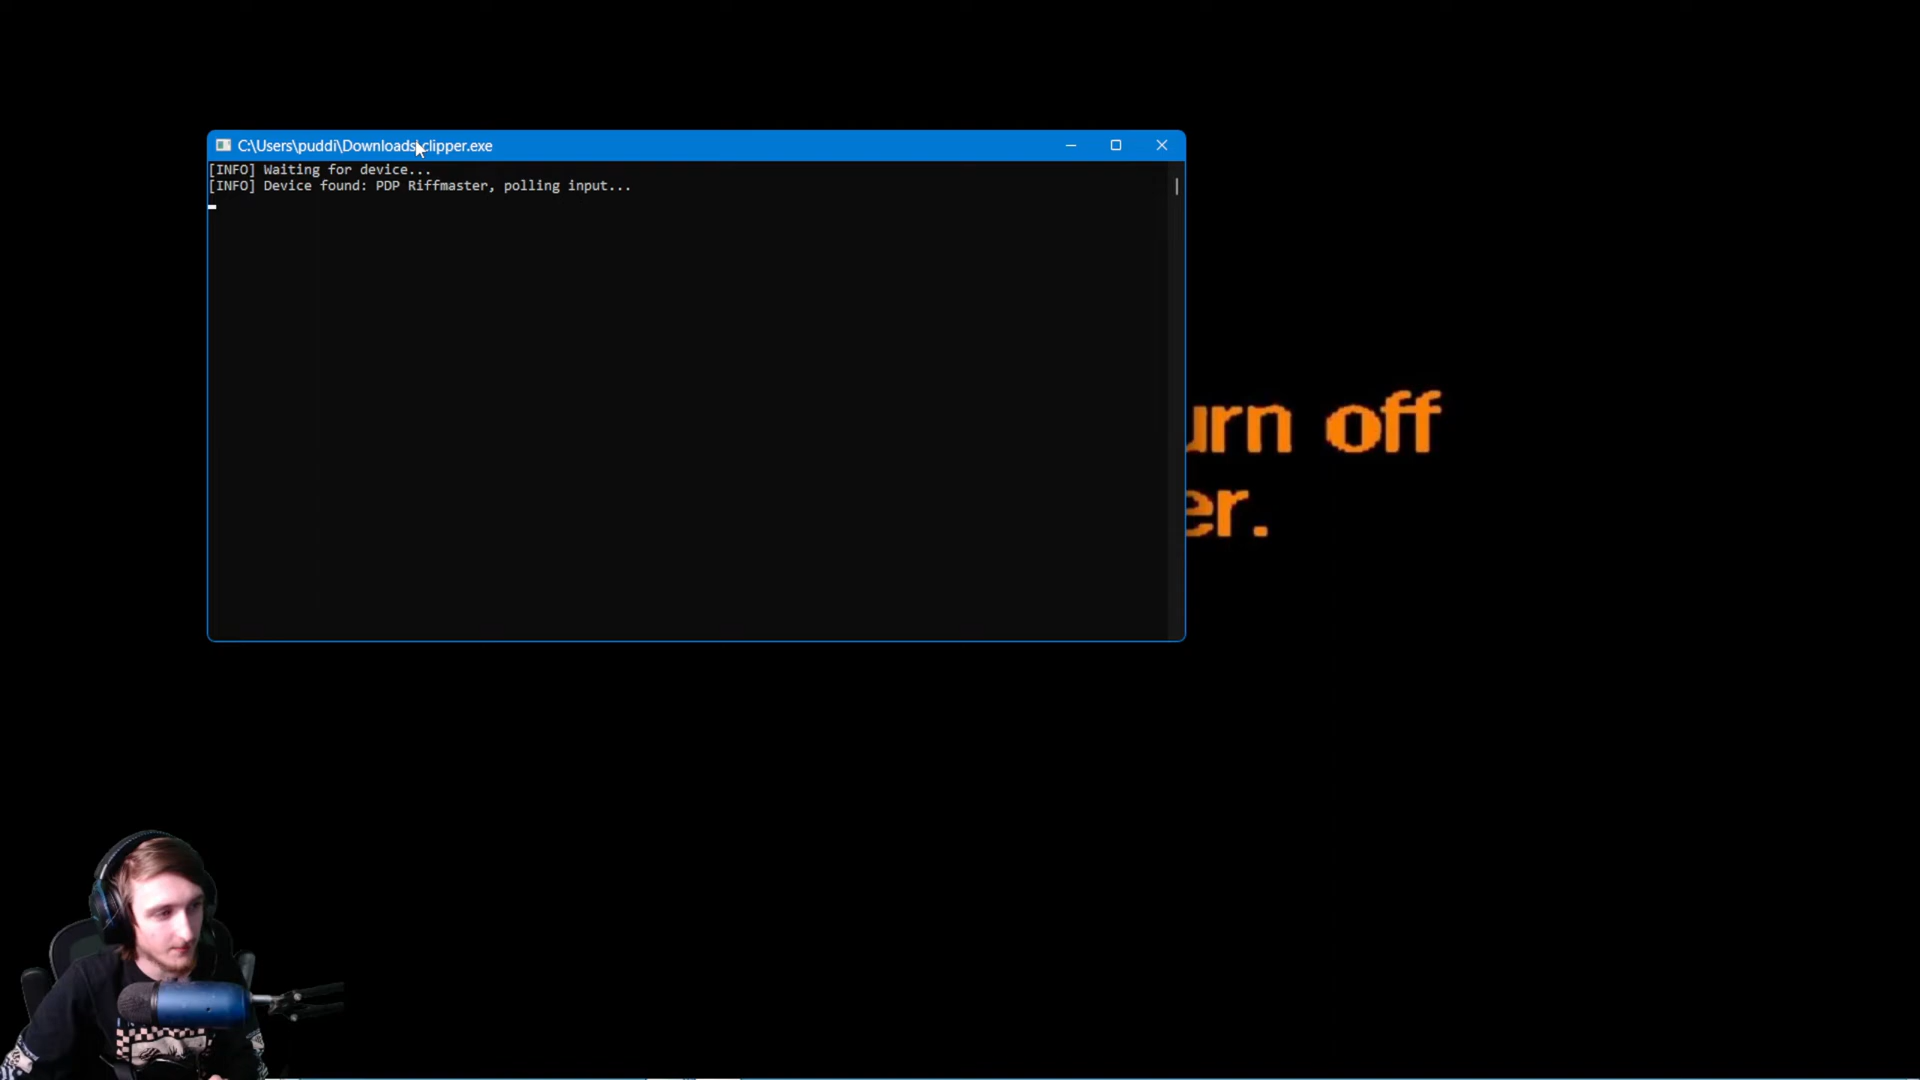 C:\Users\puddi\Downloads\clipper.exe
[INFO] Waiting for device...
[INFO] Device found: PDP Riffmaster, polling input...
urn off
er.